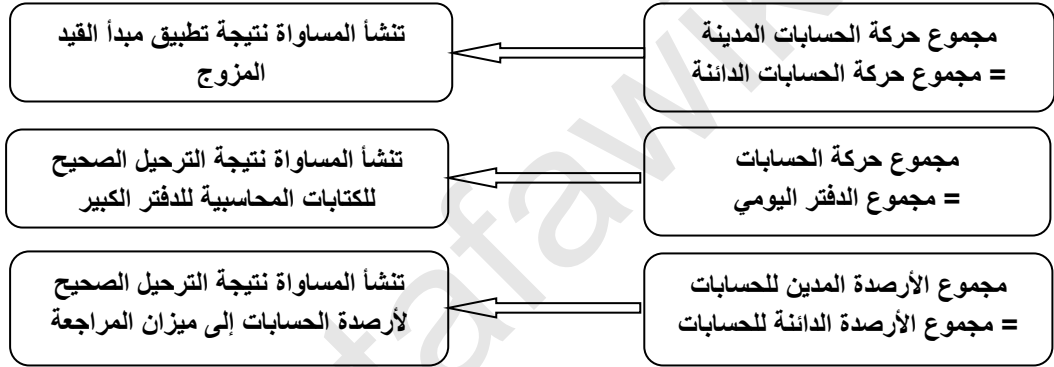 مجموع حركة الحسابات المدينة
= مجموع حركة الحسابات الدائنة
تنشأ المساواة نتيجة تطبيق مبدأ القيد
المزوج
مجموع حركة الحسابات
= مجموع الدفتر اليومي
تنشأ المساواة نتيجة الترحيل الصحيح
للكتابات المحاسبية للدفتر الكبير
مجموع الأرصدة المدين للحسابات
= مجموع الأرصدة الدائنة للحسابات
تنشأ المساواة نتيجة الترحيل الصحيح
لأرصدة الحسابات إلى ميزان المراجعة